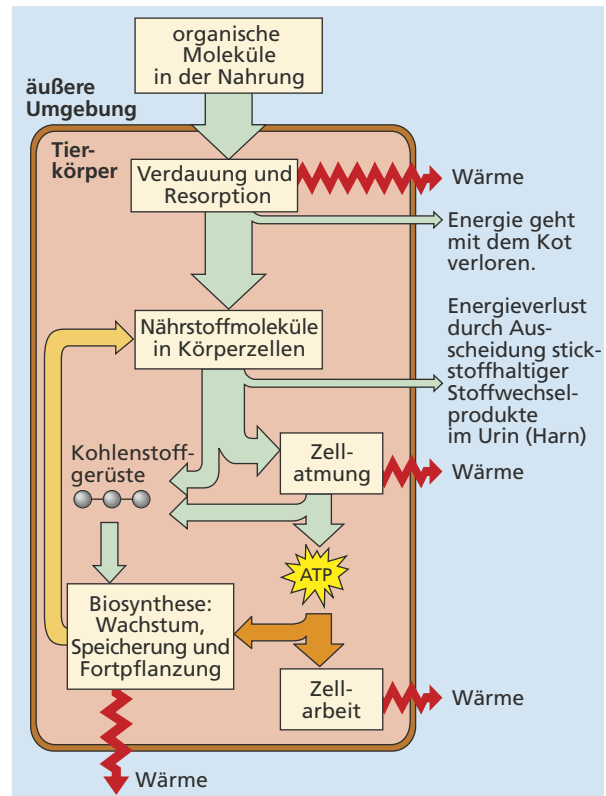 organische
Moleküle
in der Nahrung
äußere
Umgebung
Tier-
körper
Verdauung und
Resorption
Wärme
Energie geht
mit dem Kot
verloren.
Nährstoffmoleküle
in Körperzellen
Energieverlust
durch Aus-
scheidung stick-
stoffhaltiger
Stoffwechsel-
produkte
im Urin (Harn)
Kohlenstoff-
gerüste
Zell-
atmung
Wärme
ATP
Biosynthese:
Wachstum,
Speicherung und
Fortpflanzung
Zell-
arbeit
Wärme
Wärme